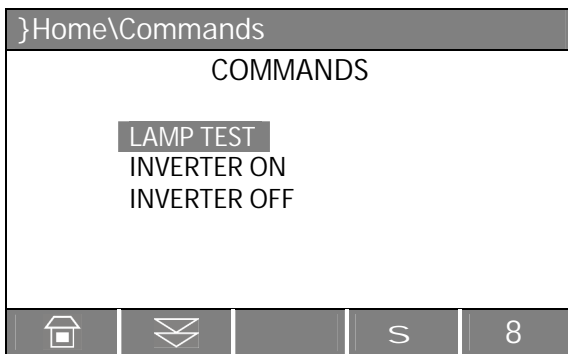 }Home\Commands
COMMANDS
LAMP TEST
INVERTER ON
INVERTER OFF
S 8